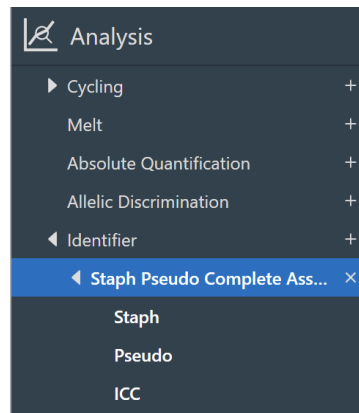 Analysis
Cycling +
Melt +
Absolute Quantification +
Allelic Discrimination +
Identifier +
Staph Pseudo Complete Ass... ×
Staph
Pseudo
ICC